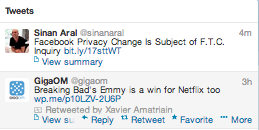 Tweets
Sinan Aral @sinanaral 4m
Facebook Privacy Change Is Subject of F.T.C.
Inquiry bit.ly/17sttWT
View summary
GigaOM @gigaom 3h
Breaking Bad's Emmy is a win for Netflix too
wp.me/p10LZV-2U6P
Retweeted by Xavier Amatriain
View su Reply Retweet Favorite More